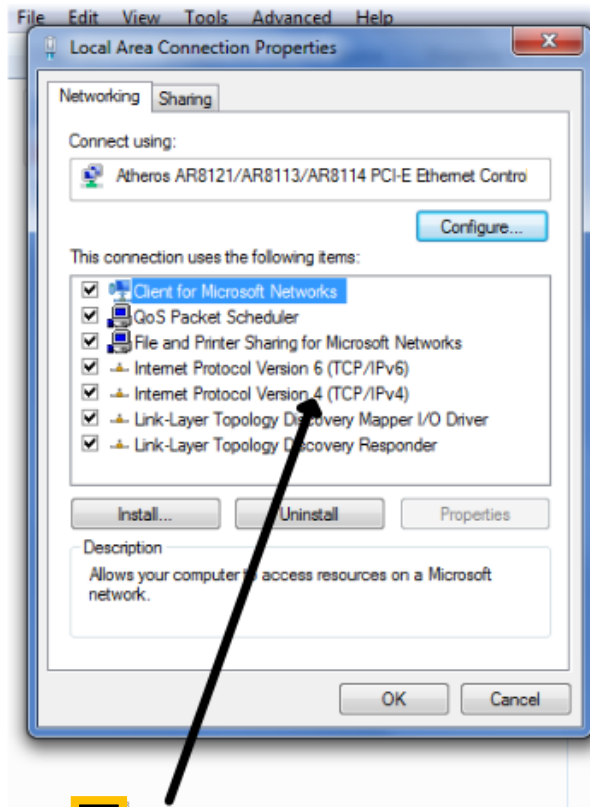 File Edit View Tools Advanced Help
Local Area Connection Properties
Networking Sharing
Connect using:
Atheros AR8121/AR8113/AR8114 PCI-E Ethernet Contro
Configure...
This connection uses the following items:
Client for Microsoft Networks
QoS Packet Scheduler
File and Printer Sharing for Microsoft Networks
Internet Protocol Version 6 (TCP/IPv6)
Internet Protocol Version 4 (TCP/IPv4)
Link-Layer Topology Discovery Mapper I/O Driver
Link-Layer Topology Discovery Responder
Install... Uninstall Properties
Description
Allows your computer to access resources on a Microsoft
network.
OK Cancel